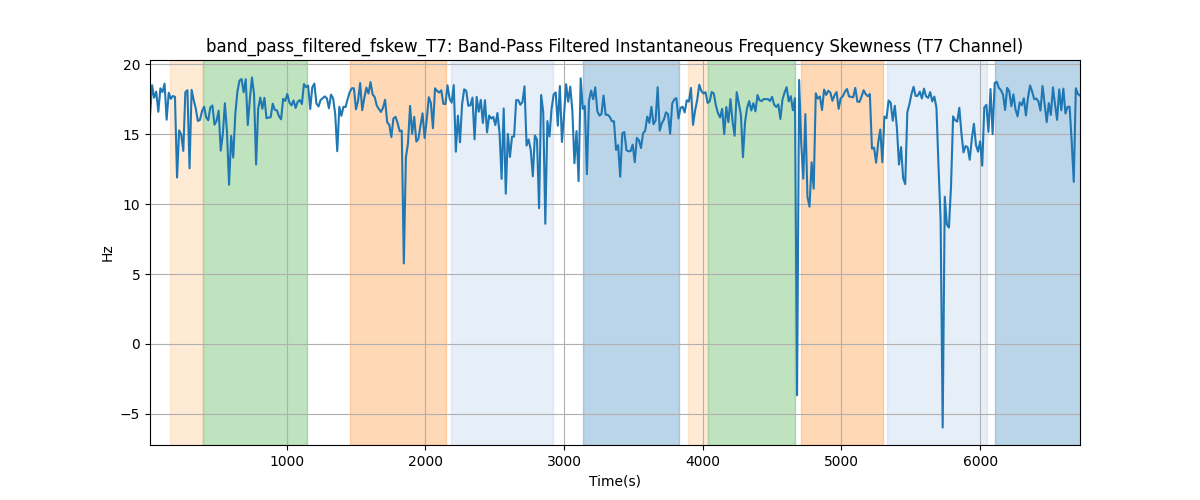 band_pass_filtered_fskew_T7: Band-Pass Filtered Instantaneous Frequency Skewness (T7 Channel)
20
15
10
5
0
−5
Hz
1000 2000 3000 4000 5000 6000
Time(s)